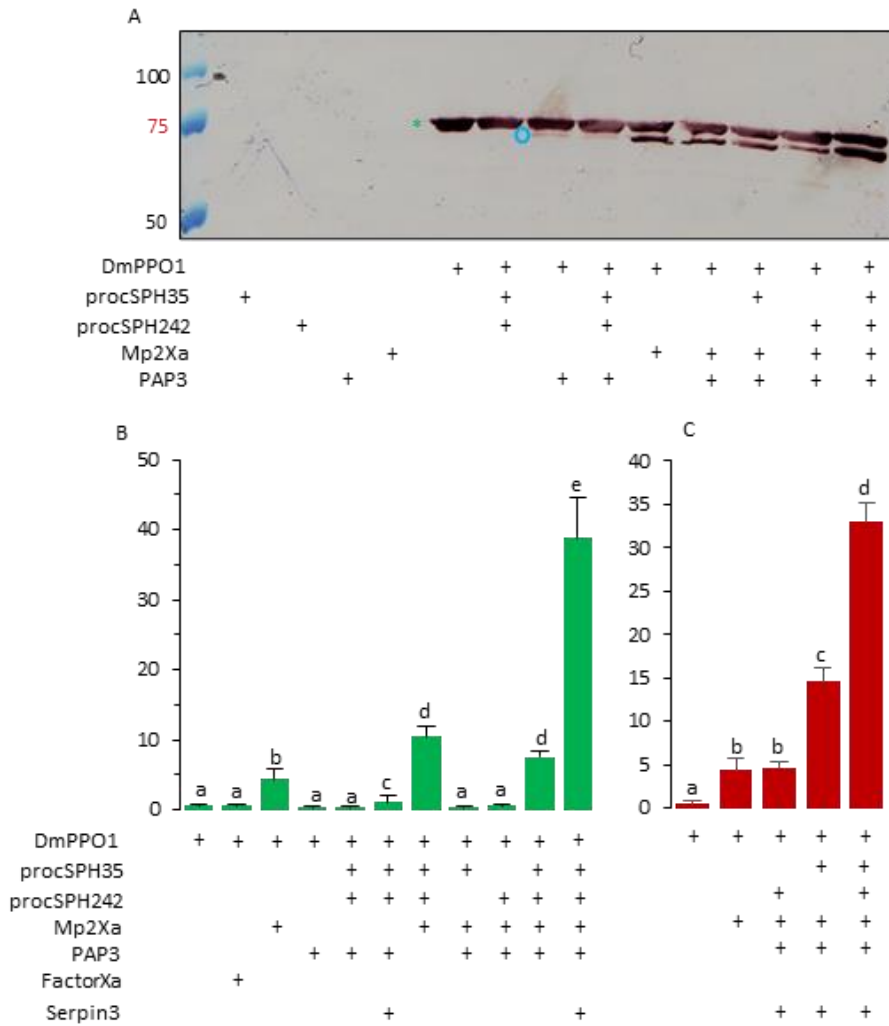 A
100
75
*
50
DmPPO1 + + + + + + + + +
procSPH35 + + + + +
procSPH242 + + + + +
Mp2Xa + + + + + +
PAP3 + + + + + + +
B
50
40
30
20
10
0
a a b a a c d a a d e
DmPPO1 + + + + + + + + + + +
procSPH35 + + + + + +
procSPH242 + + + + + +
Mp2Xa + + + + + +
PAP3 + + + + + + +
FactorXa +
Serpin3 + +
C
40
35
30
25
20
15
10
5
0
a b b c d
+ + + + +
+ +
+ +
+ + + +
+ + +
+ + +